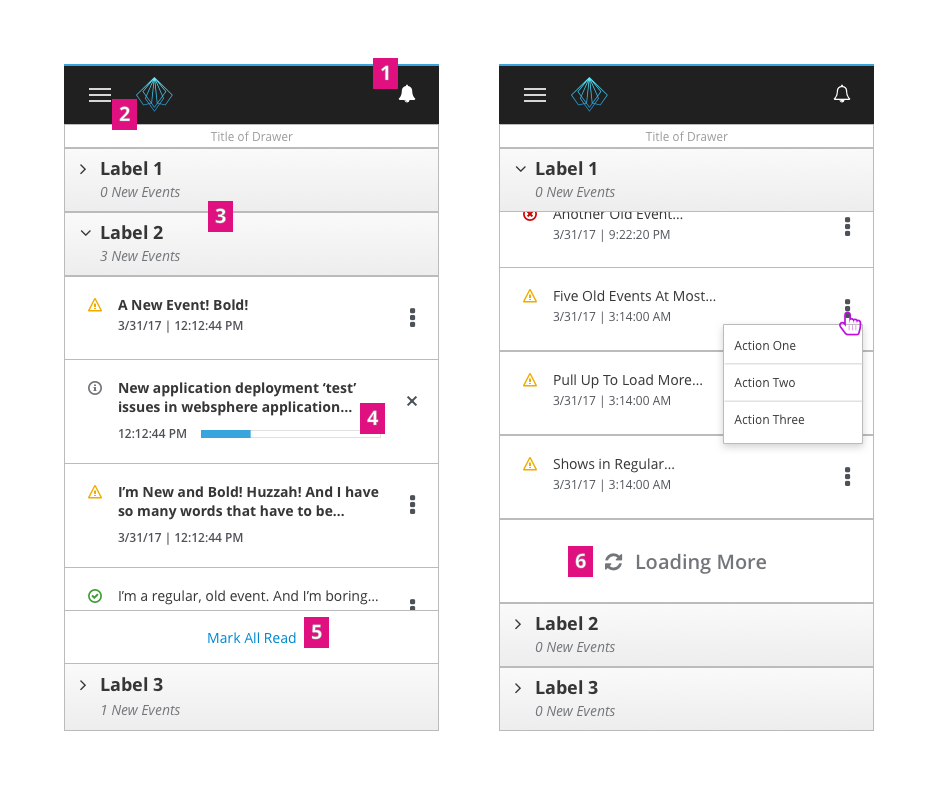 1
2
Title of Drawer
Label 1
0 New Events
3
Label 2
3 New Events
A New Event! Bold!
3/31/17 | 12:12:44 PM
New application deployment ‘test’
issues in websphere application...
4
12:12:44 PM
I’m New and Bold! Huzzah! And I have
so many words that have to be...
3/31/17 | 12:12:44 PM
I’m a regular, old event. And I’m boring...
Mark All Read
5
Label 3
1 New Events
Title of Drawer
Label 1
0 New Events
Another Old Event...
3/31/17 | 9:22:20 PM
Five Old Events At Most...
3/31/17 | 3:14:00 AM
Action One
Action Two
Action Three
Pull Up To Load More...
3/31/17 | 3:14:00 AM
Shows in Regular...
3/31/17 | 3:14:00 AM
6
Loading More
Label 2
0 New Events
Label 3
0 New Events